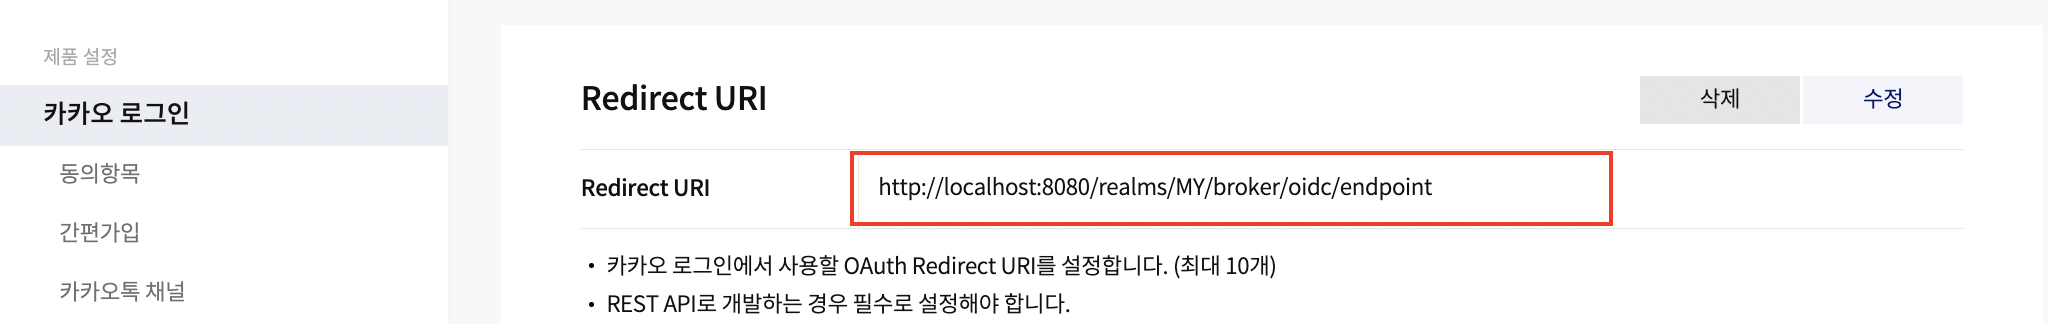 제품 설정
카카오 로그인
동의항목
간편가입
카카오톡 채널
Redirect URI
삭제
수정
Redirect URI
http://localhost:8080/realms/MY/broker/oidc/endpoint
• 카카오 로그인에서 사용할 OAuth Redirect URI를 설정합니다. (최대 10개)
• REST API로 개발하는 경우 필수로 설정해야 합니다.